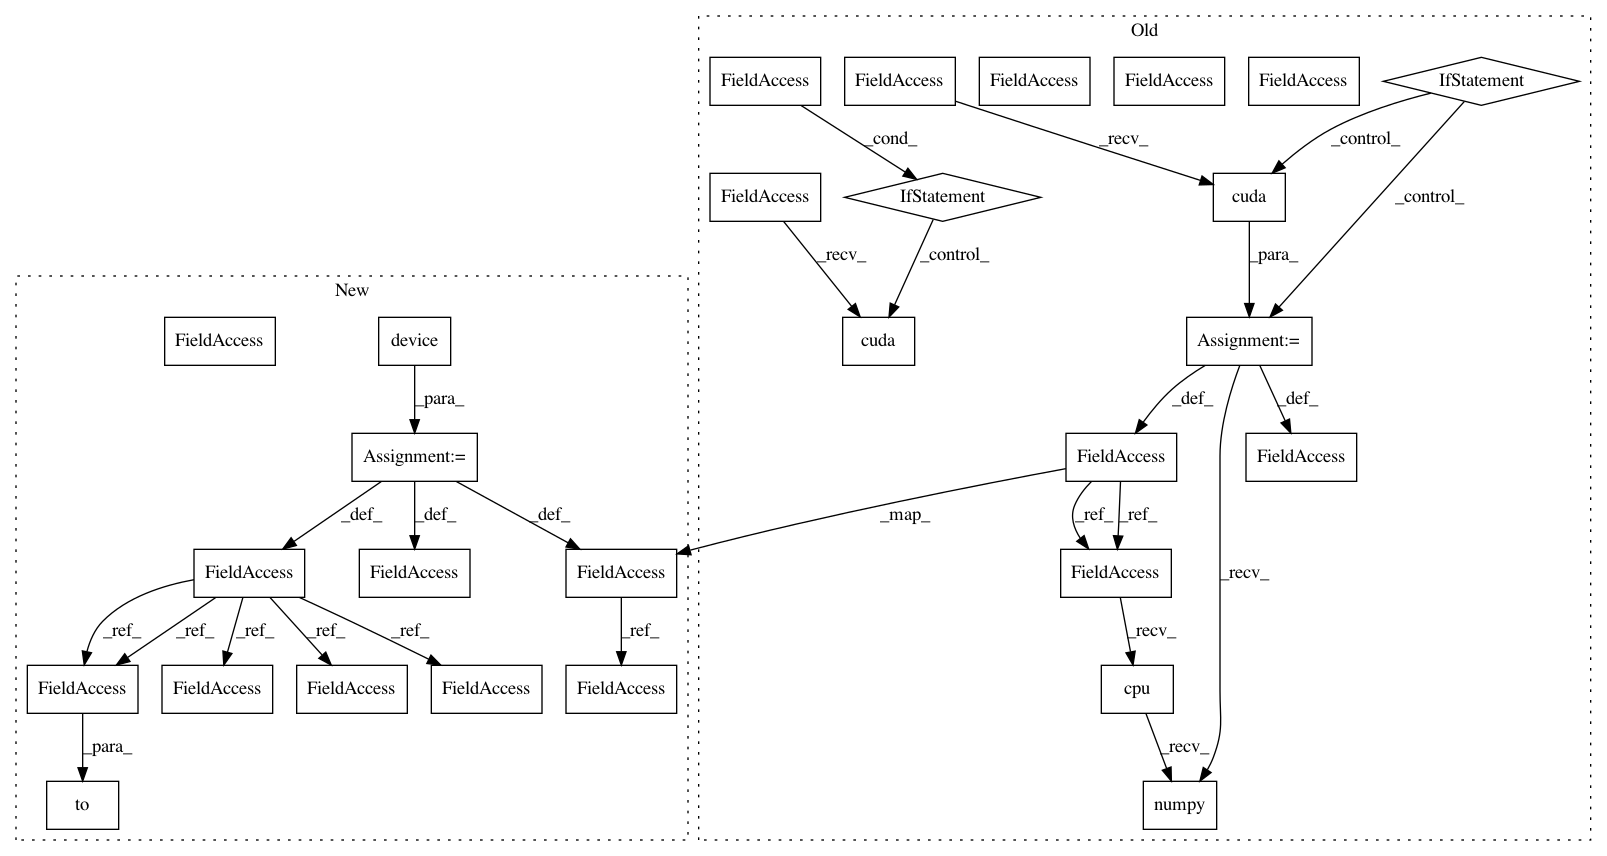 Old
FieldAccess
FieldAccess
FieldAccess
FieldAccess
FieldAccess
IfStatement
_cond_
_recv_
_control_
FieldAccess
IfStatement
cuda
_control_
_recv_
_control_
_para_
New
FieldAccess
device
cuda
Assignment:=
_para_
_def_
_def_
Assignment:=
FieldAccess
FieldAccess
_def_
_def_
_def_
_map_
_ref_
_ref_
FieldAccess
FieldAccess
FieldAccess
FieldAccess
_recv_
_ref_
_ref_
_ref_
_ref_
_ref_
_ref_
_recv_
FieldAccess
FieldAccess
FieldAccess
FieldAccess
FieldAccess
cpu
_para_
_recv_
to
numpy